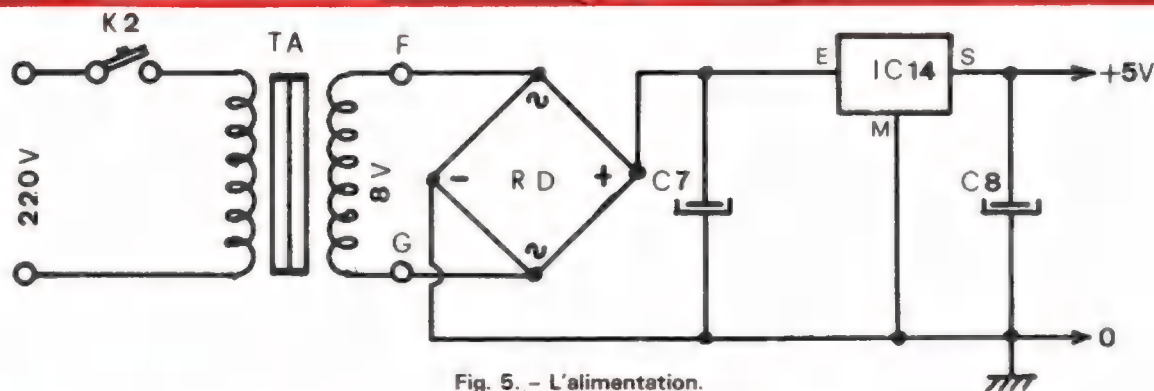 K2
TA
F
E
IC14
S
+5V
M
220V
8V
~
-
RD
+
C7
C8
G
~
0
Fig. 5. - L'alimentation.